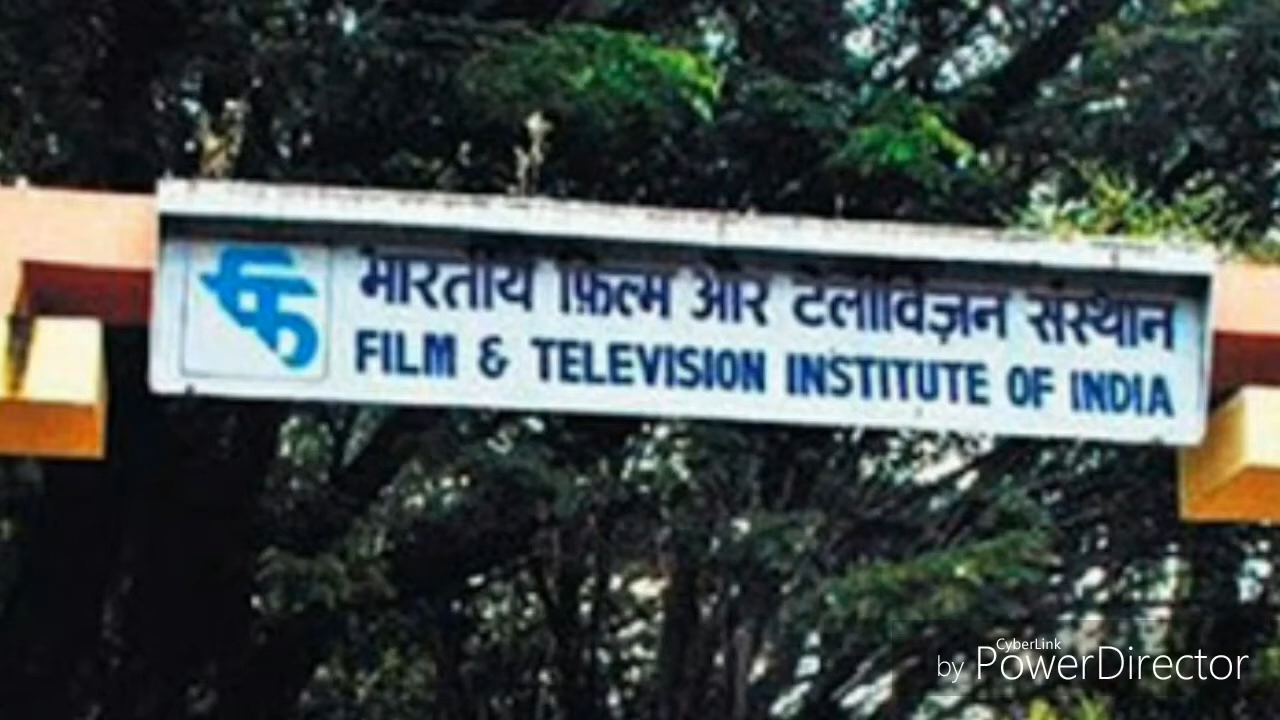 भारतीय फ़िल्म और टेलीविज़न संस्थान
FILM & TELEVISION INSTITUTE OF INDIA
CyberLink
by PowerDirector